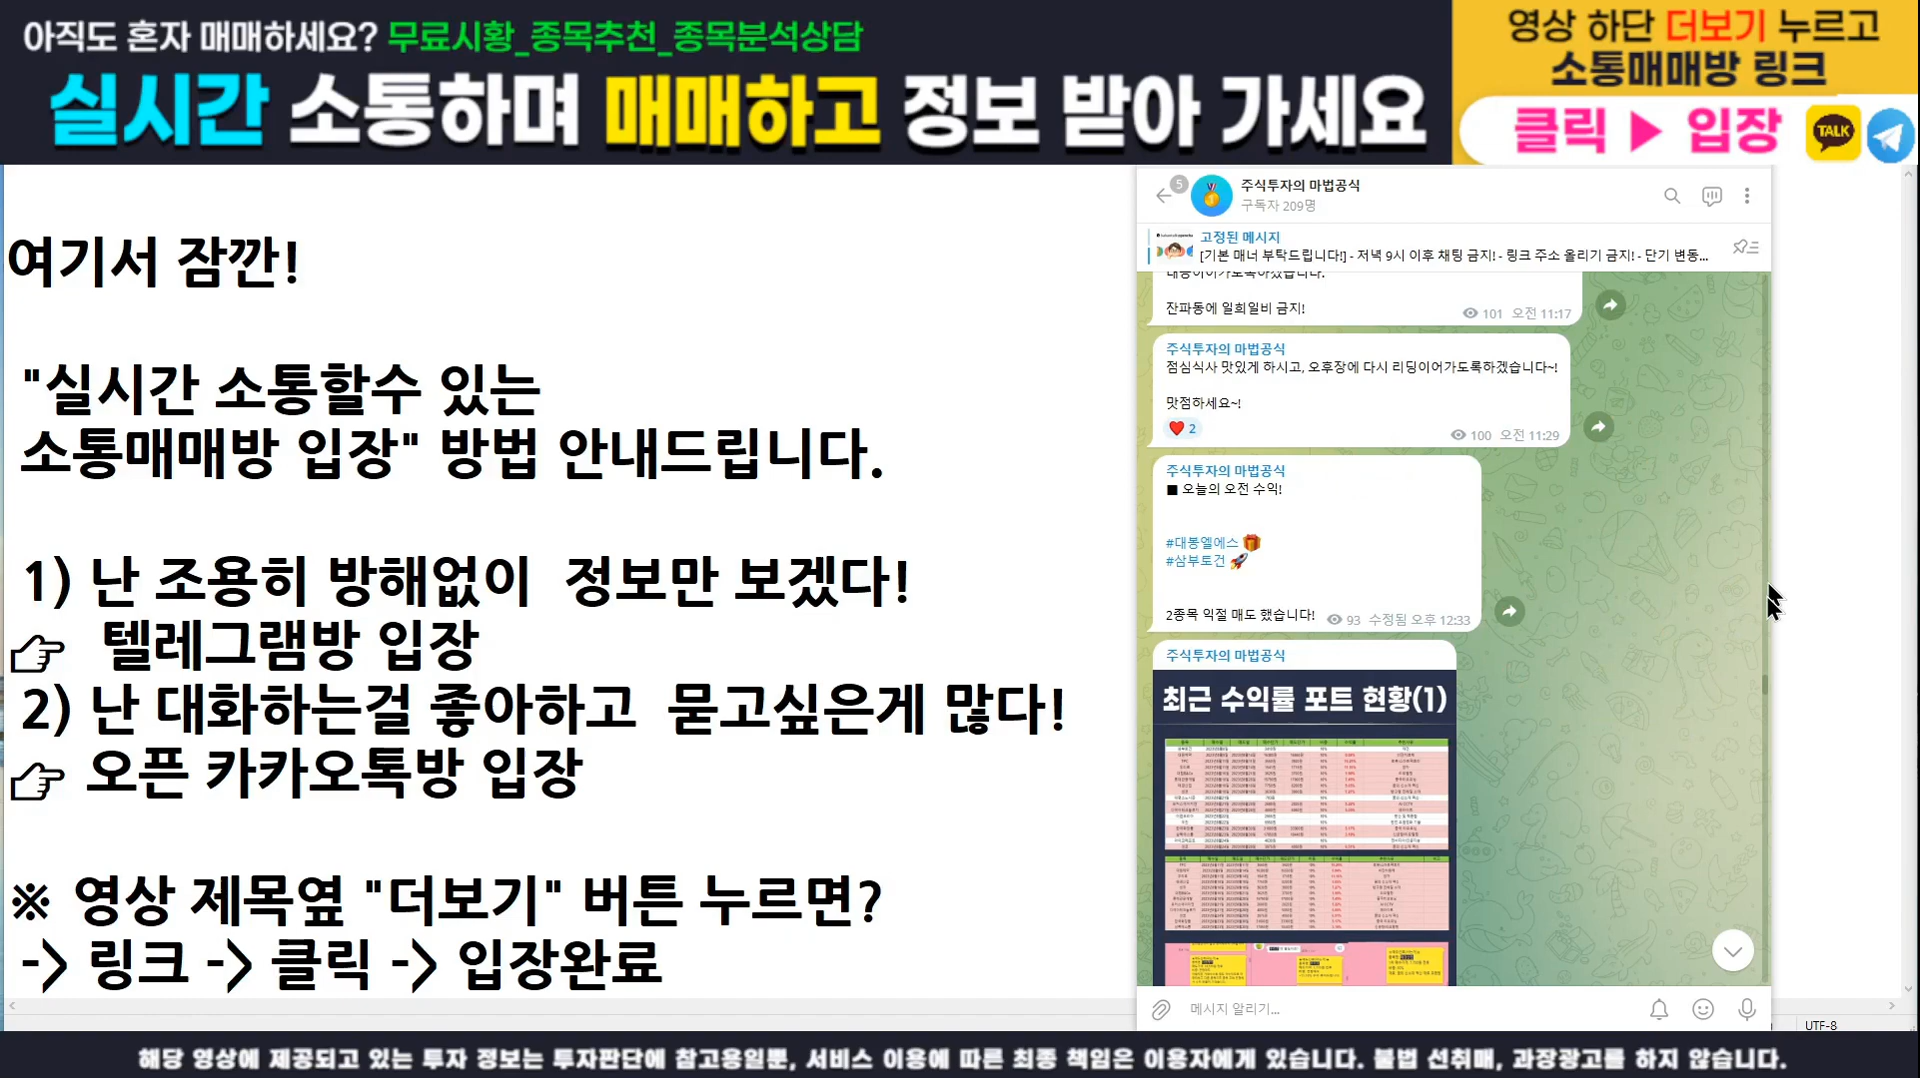 아직도 혼자 매매하세요? 무료시황_종목추천_종목분석상담
실시간 소통하며 매매하고 정보 받아 가세요
영상 하단 더보기 누르고
소통매매방 링크
클릭 ▶ 입장
TALK
여기서 잠깐!
"실시간 소통할수 있는
소통매매방 입장" 방법 안내드립니다.
1) 난 조용히 방해없이 정보만 보겠다!
☞ 텔레그램방 입장
2) 난 대화하는걸 좋아하고 묻고싶은게 많다!
☞ 오픈 카카오톡방 입장
※ 영상 제목옆 "더보기" 버튼 누르면?
-> 링크 -> 클릭 -> 입장완료
5
주식투자의 마법공식
구독자 209명
고정된 메시지
[기본 매너 부탁드립니다!] - 저녁 9시 이후 채팅 금지! - 링크 주소 올리기 금지! - 단기 변동...
잔파동에 일희일비 금지!
101 오전 11:17
주식투자의 마법공식
점심식사 맛있게 하시고, 오후장에 다시 리딩이어가도록하겠습니다~!
맛점하세요~!
2
100 오전 11:29
주식투자의 마법공식
■ 오늘의 오전 수익!
#대봉엘에스
#삼부토건
2종목 익절 매도 했습니다!
93 수정됨 오후 12:33
주식투자의 마법공식
최근 수익률 포트 현황(1)
메시지 알리기...
UTF-8
해당 영상에 제공되고 있는 투자 정보는 투자판단에 참고용일뿐, 서비스 이용에 따른 최종 책임은 이용자에게 있습니다. 불법 선취매, 과장광고를 하지 않습니다.